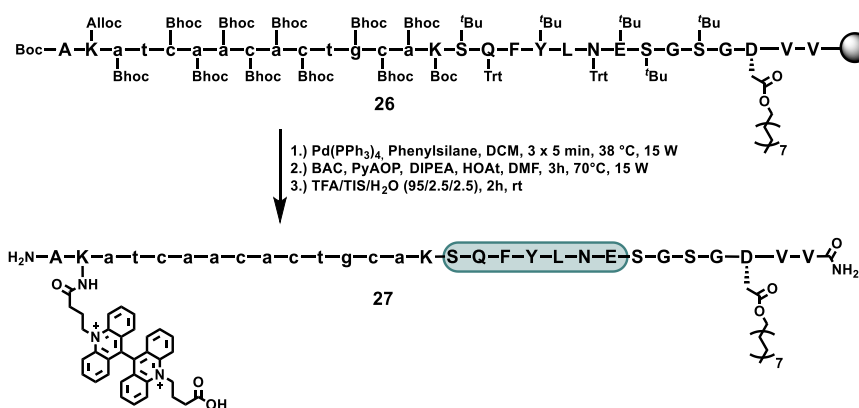 Alloc Bhoc Bhoc Bhoc Bhoc Bhoc tBu tBu tBu tBu
Boc A K a t c a a c a c t g c a K S Q F Y L N E S G S G D V V
Bhoc Bhoc Bhoc Bhoc Bhoc Boc Trt Trt tBu
O
O
7
26
1.) Pd(PPh3)4, Phenylsilane, DCM, 3 x 5 min, 38 °C, 15 W
2.) BAC, PyAOP, DIPEA, HOAt, DMF, 3h, 70°C, 15 W
3.) TFA/TIS/H2O (95/2.5/2.5), 2h, rt
H2N A K a t c a a c a c t g c a K S Q F Y L N E S G S G D V V O
NH2
O NH
27
O
O
7
N+
N+
O
OH